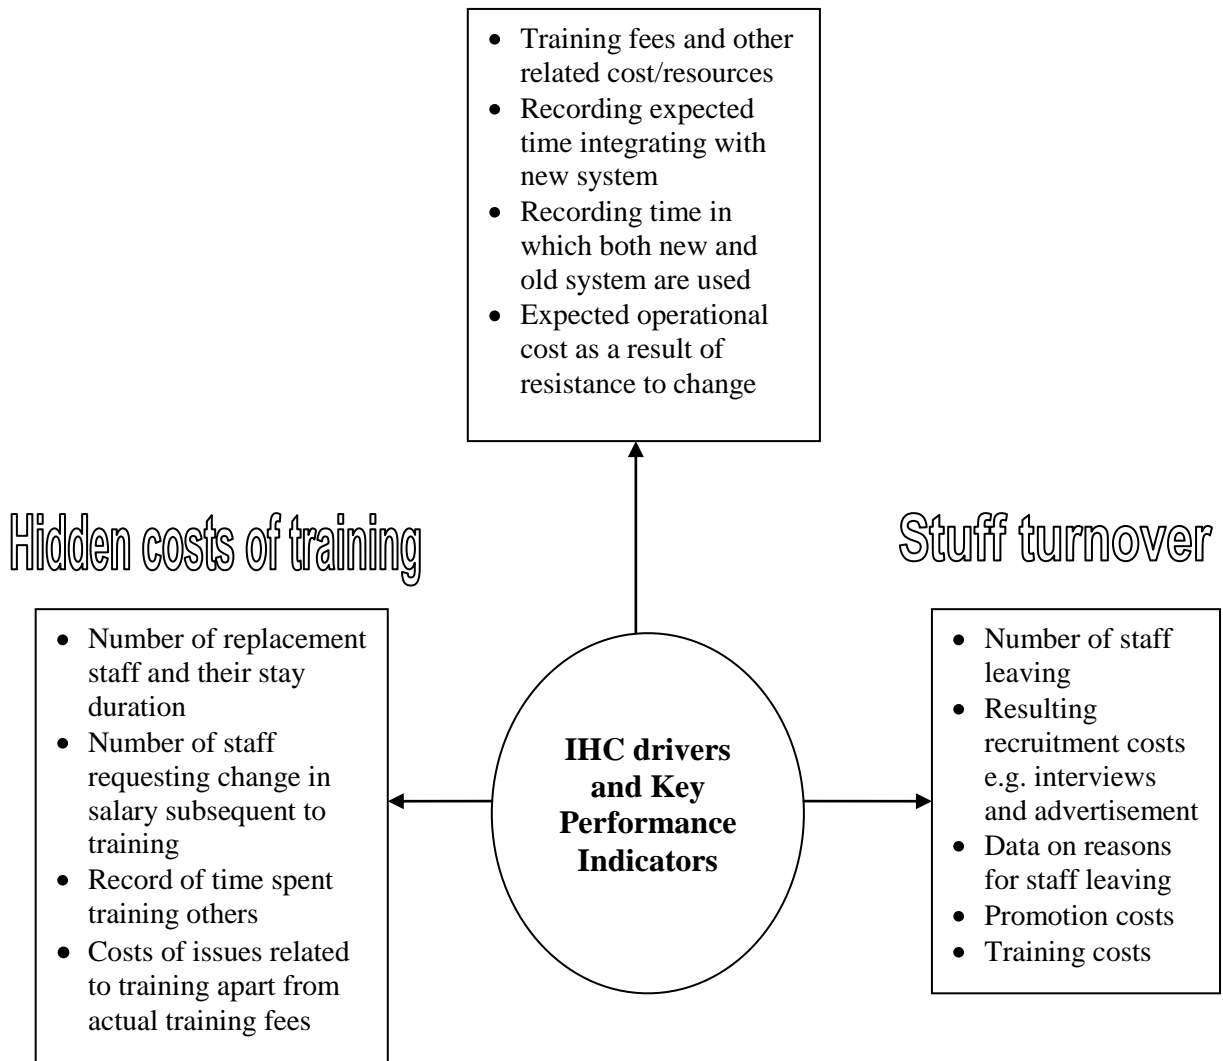 • Training fees and other
related cost/resources
• Recording expected
time integrating with
new system
• Recording time in
which both new and
old system are used
• Expected operational
cost as a result of
resistance to change
Hidden costs of training
• Number of replacement
staff and their stay
duration
• Number of staff
requesting change in
salary subsequent to
training
• Record of time spent
training others
• Costs of issues related
to training apart from
actual training fees
IHC drivers
and Key
Performance
Indicators
Stuff turnover
• Number of staff
leaving
• Resulting
recruitment costs
e.g. interviews
and advertisement
• Data on reasons
for staff leaving
• Promotion costs
• Training costs